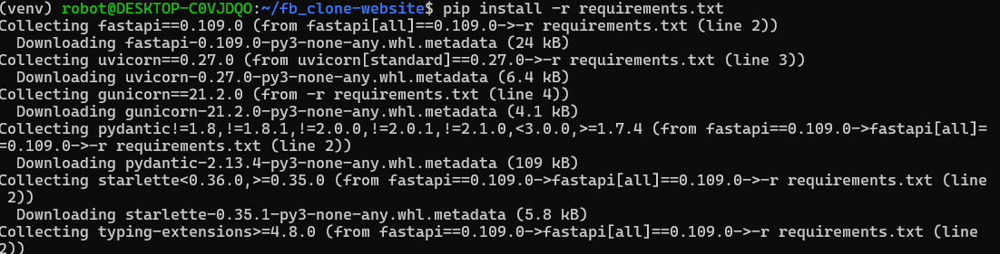 (venv) robot@DESKTOP-C0VJDQO:~/fb_clone-website$ pip install -r requirements.txt
Collecting fastapi==0.109.0 (from fastapi[all]==0.109.0->-r requirements.txt (line 2))
  Downloading fastapi-0.109.0-py3-none-any.whl.metadata (24 kB)
Collecting uvicorn==0.27.0 (from uvicorn[standard]==0.27.0->-r requirements.txt (line 3))
  Downloading uvicorn-0.27.0-py3-none-any.whl.metadata (6.4 kB)
Collecting gunicorn==21.2.0 (from -r requirements.txt (line 4))
  Downloading gunicorn-21.2.0-py3-none-any.whl.metadata (4.1 kB)
Collecting pydantic!=1.8,!=1.8.1,!=2.0.0,!=2.0.1,!=2.1.0,<3.0.0,>=1.7.4 (from fastapi==0.109.0->fastapi[all]=
=0.109.0->-r requirements.txt (line 2))
  Downloading pydantic-2.13.4-py3-none-any.whl.metadata (109 kB)
Collecting starlette<0.36.0,>=0.35.0 (from fastapi==0.109.0->fastapi[all]==0.109.0->-r requirements.txt (line
 2))
  Downloading starlette-0.35.1-py3-none-any.whl.metadata (5.8 kB)
Collecting typing-extensions>=4.8.0 (from fastapi==0.109.0->fastapi[all]==0.109.0->-r requirements.txt (line
2))